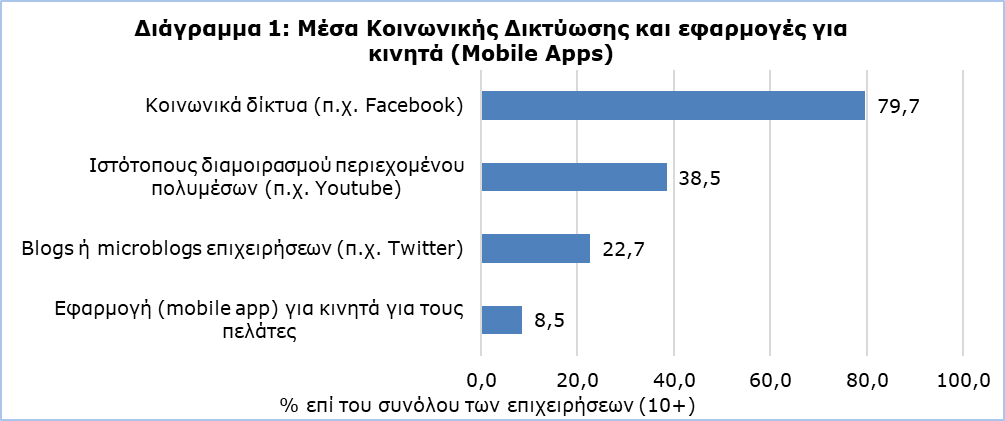 Διάγραμμα 1: Μέσα Κοινωνικής Δικτύωσης και εφαρμογές για
κινητά (Mobile Apps)
Κοινωνικά δίκτυα (π.χ. Facebook)
79,7
Ιστότοπους διαμοιρασμού περιεχομένου
πολυμέσων (π.χ. Youtube)
38,5
Blogs ή microblogs επιχειρήσεων (π.χ. Twitter)
22,7
Εφαρμογή (mobile app) για κινητά για τους
πελάτες
8,5
0,0 20,0 40,0 60,0 80,0 100,0
% επί του συνόλου των επιχειρήσεων (10+)